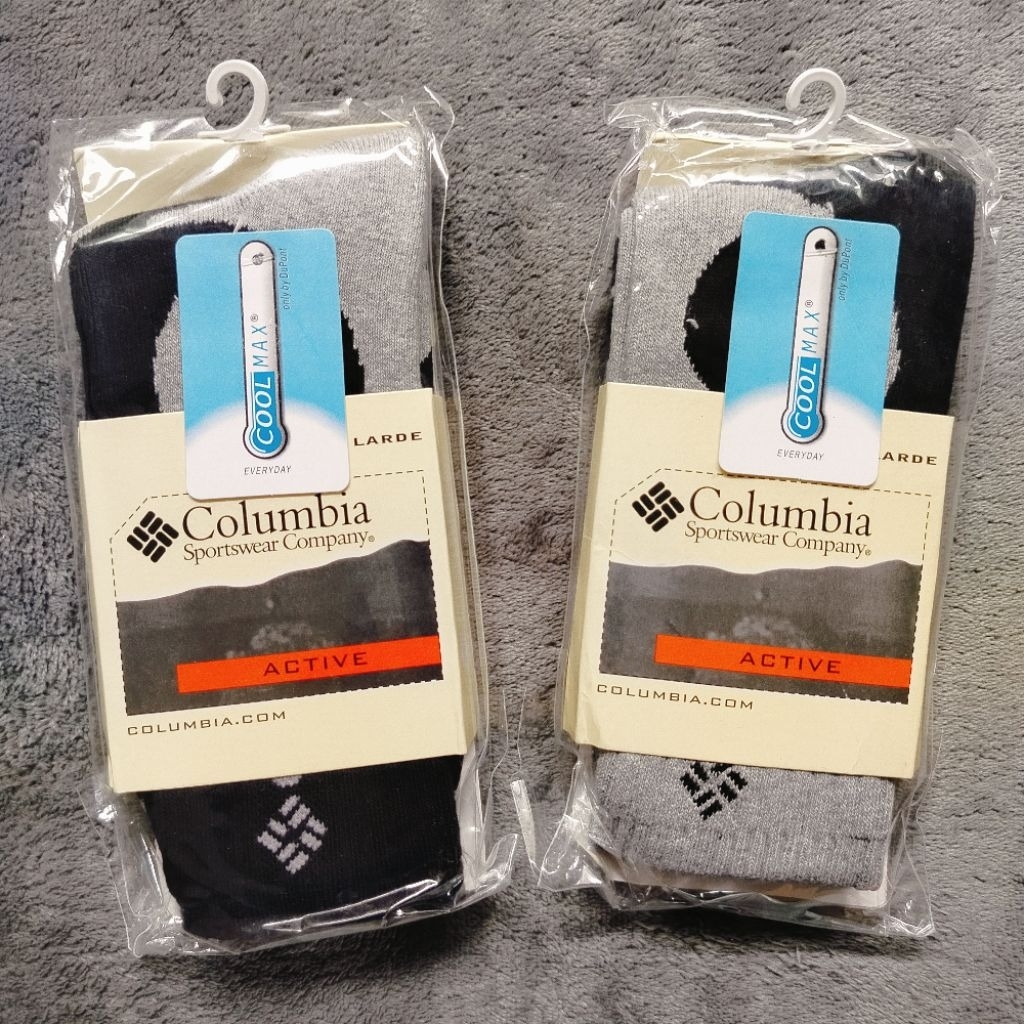 only by DuPont
COOLMAX®
EVERYDAY
LARDE
Columbia
Sportswear Company®
ACTIVE
COLUMBIA.COM
only by DuPont
COOLMAX®
EVERYDAY
LARDE
Columbia
Sportswear Company®
ACTIVE
COLUMBIA.COM